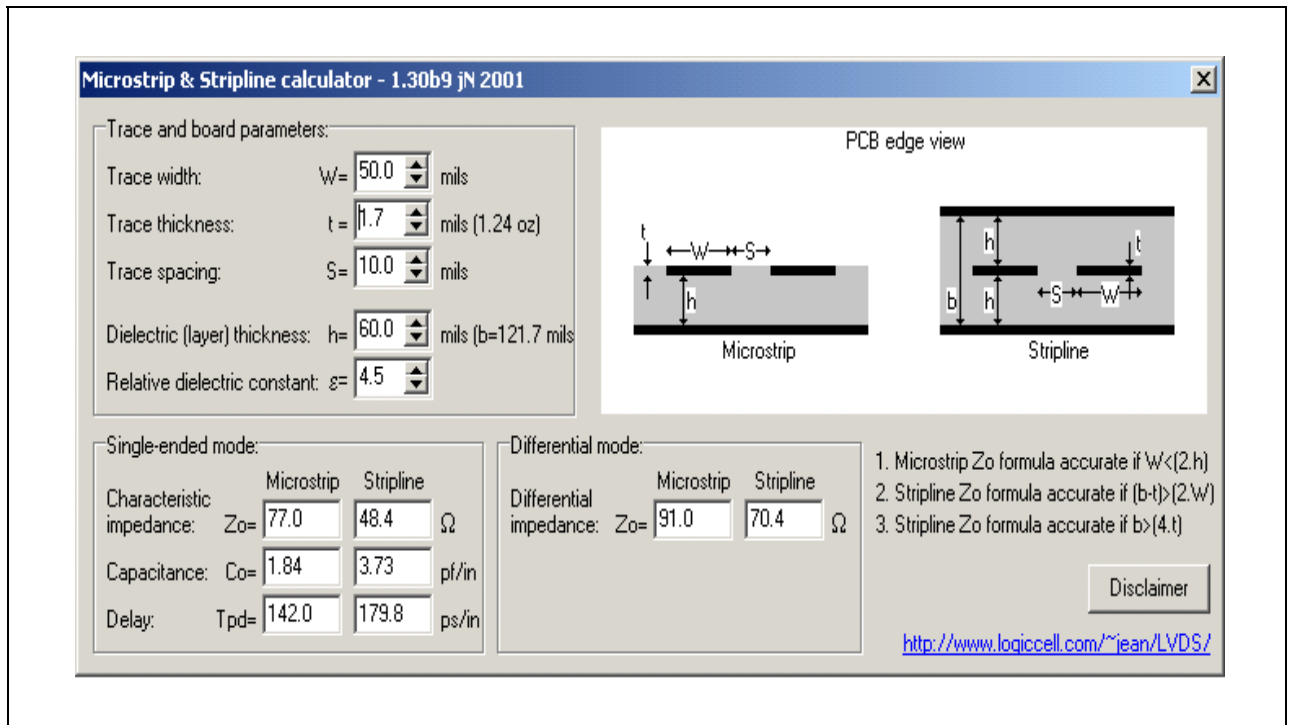 Microstrip & Stripline calculator - 1.30b9 jN 2001
Trace and board parameters:
Trace width: W= 50.0 mils
Trace thickness: t = 1.7 mils (1.24 oz)
Trace spacing: S= 10.0 mils
Dielectric (layer) thickness: h= 60.0 mils (b=121.7 mils
Relative dielectric constant: ε= 4.5
PCB edge view
t
W S
h
Microstrip
h
t
b h S W
Stripline
Single-ended mode:
Microstrip Stripline
Characteristic
impedance: Zo= 77.0 48.4 Ω
Capacitance: Co= 1.84 3.73 pf/in
Delay: Tpd= 142.0 179.8 ps/in
Differential mode:
Microstrip Stripline
Differential
impedance: Zo= 91.0 70.4 Ω
1. Microstrip Zo formula accurate if W<(2.h)
2. Stripline Zo formula accurate if (b-t)>(2.W)
3. Stripline Zo formula accurate if b>(4.t)
Disclaimer
http://www.logiccell.com/~jean/LVDS/